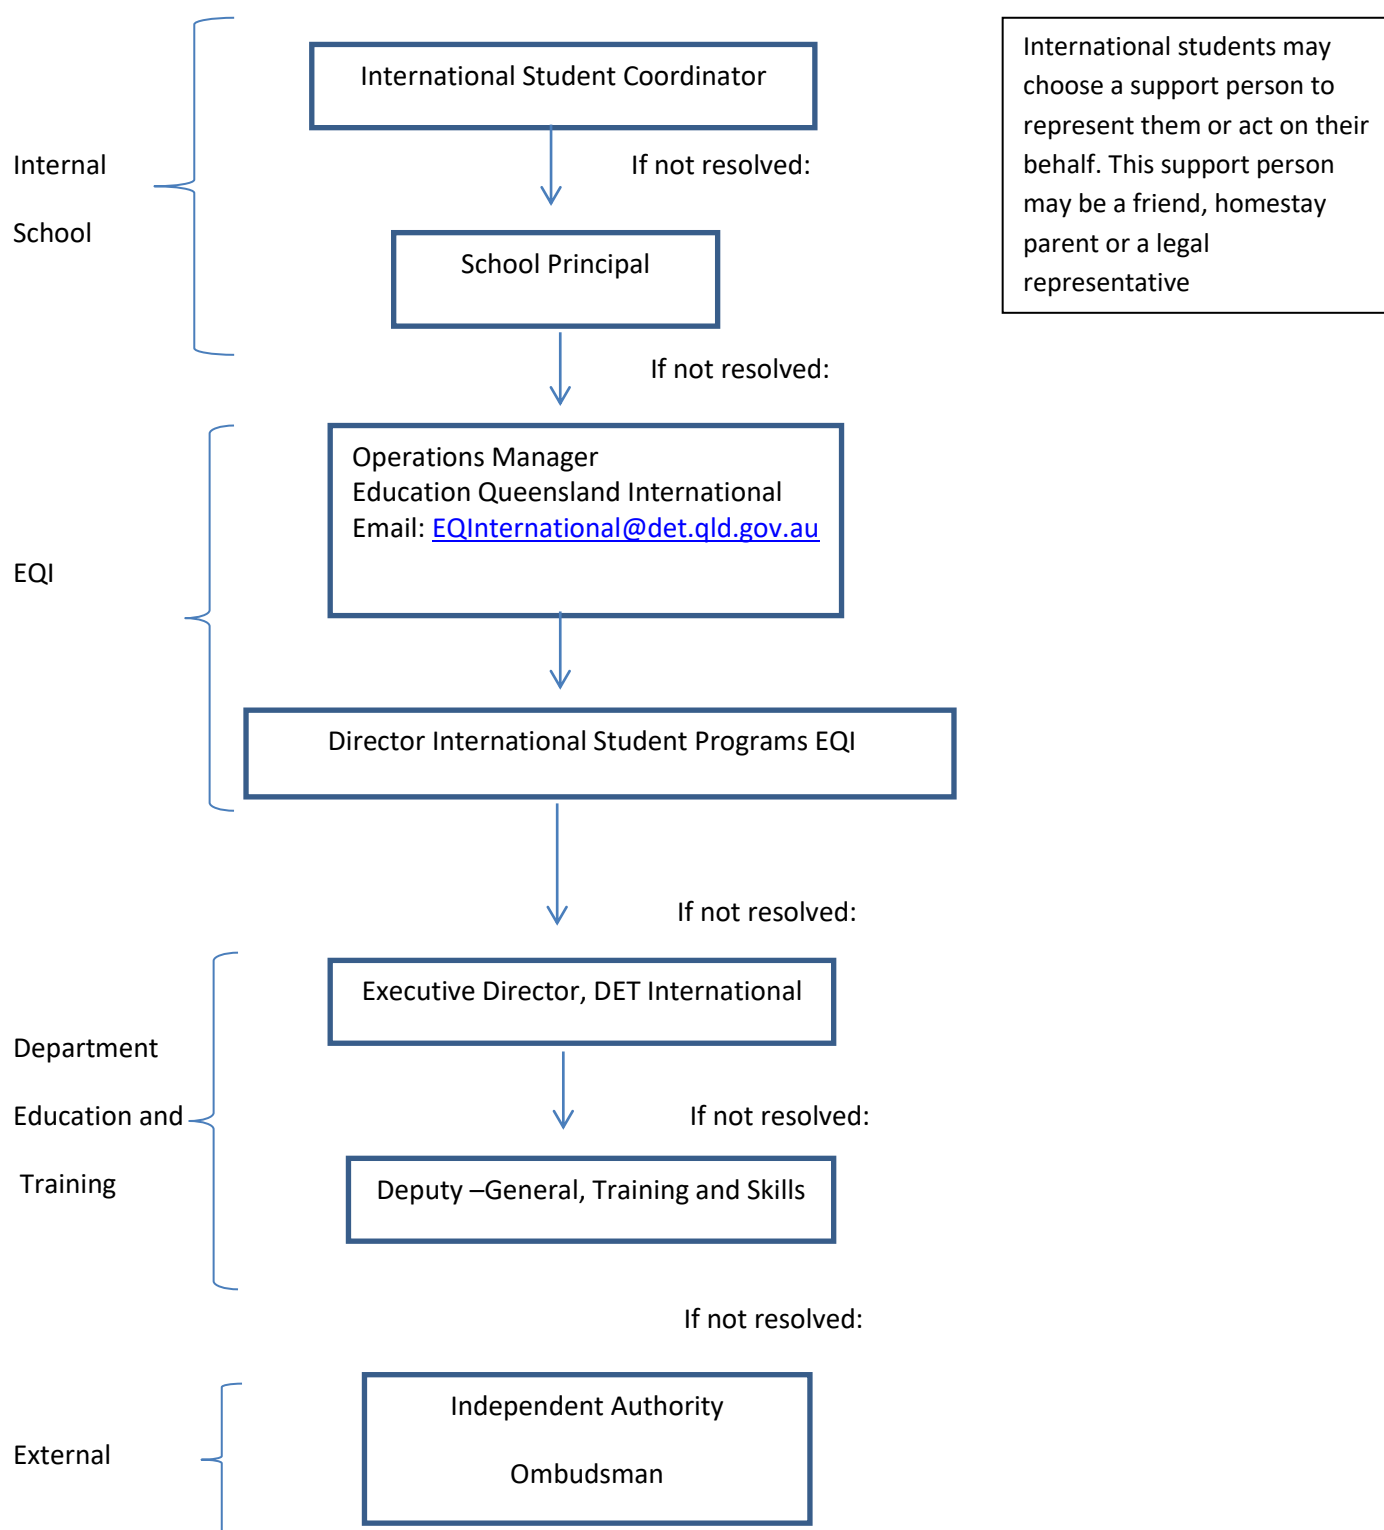 International Student Coordinator
International students may
choose a support person to
represent them or act on their
behalf. This support person
may be a friend, homestay
parent or a legal
representative
Internal
School
If not resolved:
School Principal
If not resolved:
Operations Manager
Education Queensland International
Email: EQInternational@det.qld.gov.au
EQI
Director International Student Programs EQI
If not resolved:
Executive Director, DET International
Department
Education and
Training
If not resolved:
Deputy –General, Training and Skills
If not resolved:
Independent Authority
Ombudsman
External